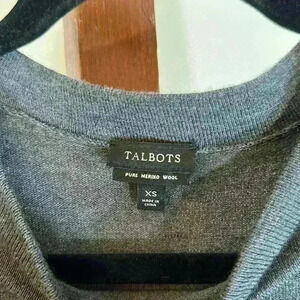 TALBOTS
PURE MERINO WOOL
XS
MADE IN
CHINA